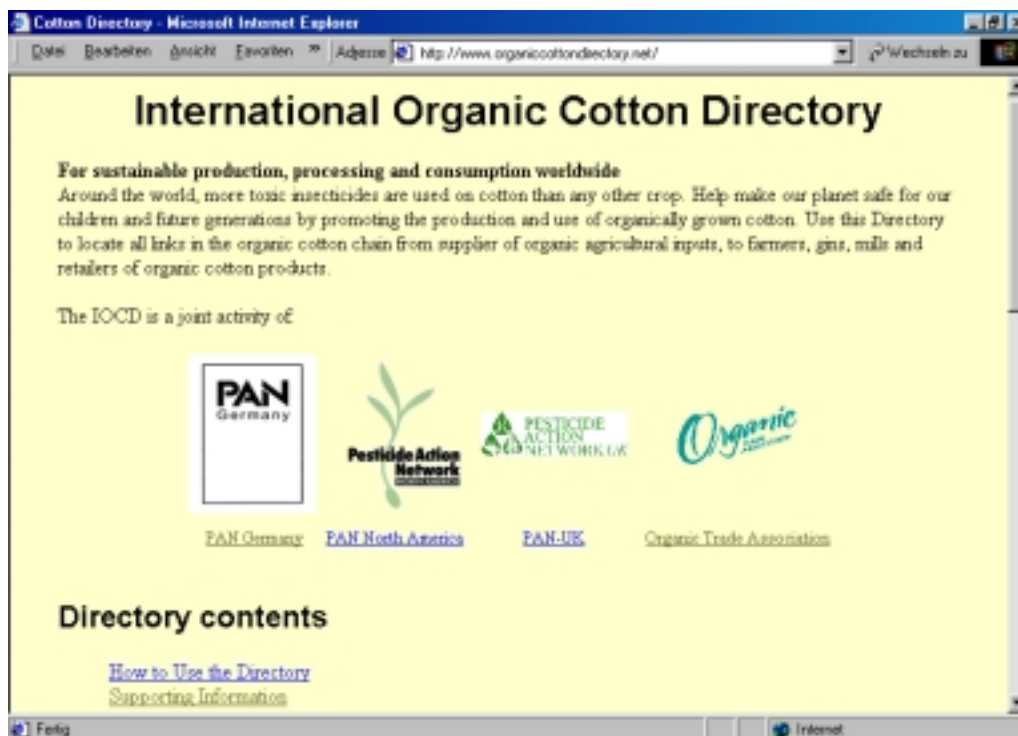 Cotton Directory - Microsoft Internet Explorer
Datei Bearbeiten Ansicht Favoriten » Adresse http://www.organiccottondirectory.net/ Wechseln zu
International Organic Cotton Directory
For sustainable production, processing and consumption worldwide
Around the world, more toxic insecticides are used on cotton than any other crop. Help make our planet safe for our
children and future generations by promoting the production and use of organically grown cotton. Use this Directory
to locate all links in the organic cotton chain from supplier of organic agricultural inputs, to farmers, gins, mills and
retailers of organic cotton products.
The IOCD is a joint activity of:
PAN
Germany
Pesticide Action
Network
NORTH AMERICA
PESTICIDE
ACTION
NETWORK UK
Organic
PAN Germany PAN North America PAN-UK Organic Trade Association
Directory contents
How to Use the Directory
Supporting Information
Fertig Internet